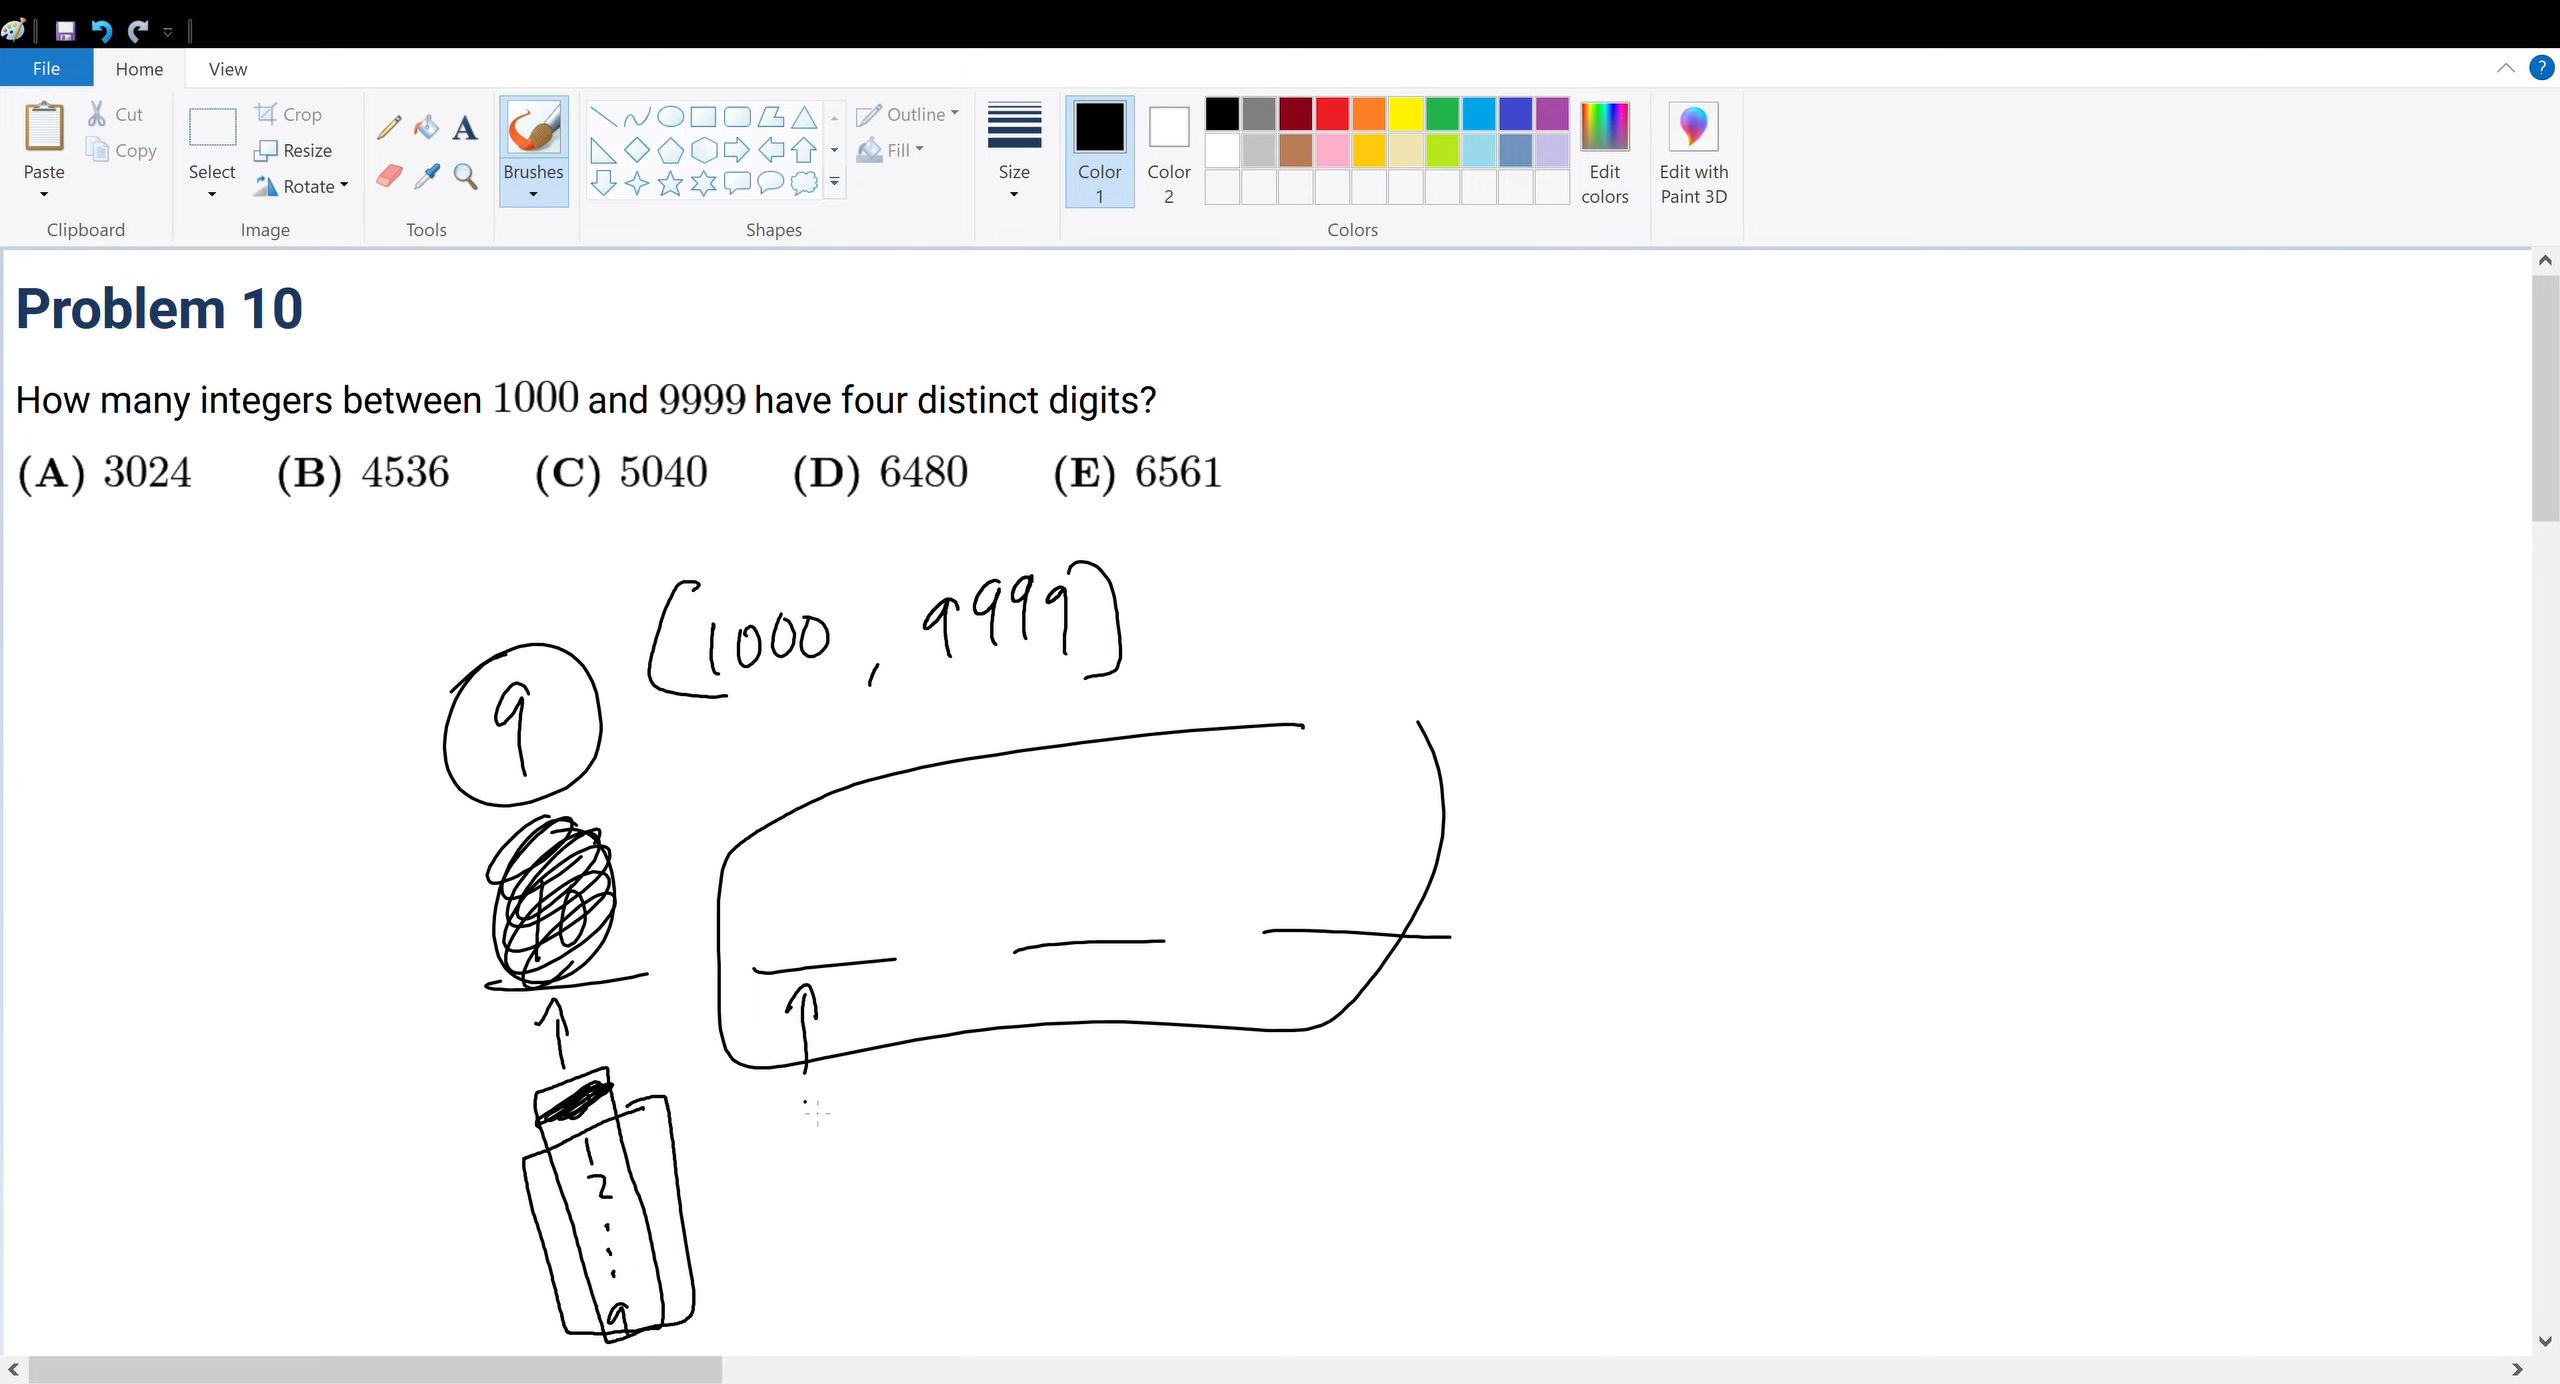 File Home View
Paste Cut Copy Select Crop Resize Rotate Brushes Outline Fill Size Color 1 Color 2 Edit colors Edit with Paint 3D
Clipboard Image Tools Shapes Colors
Problem 10
How many integers between 1000 and 9999 have four distinct digits?
(A) 3024 (B) 4536 (C) 5040 (D) 6480 (E) 6561
[1000, 9999]
9
10
1
2
9